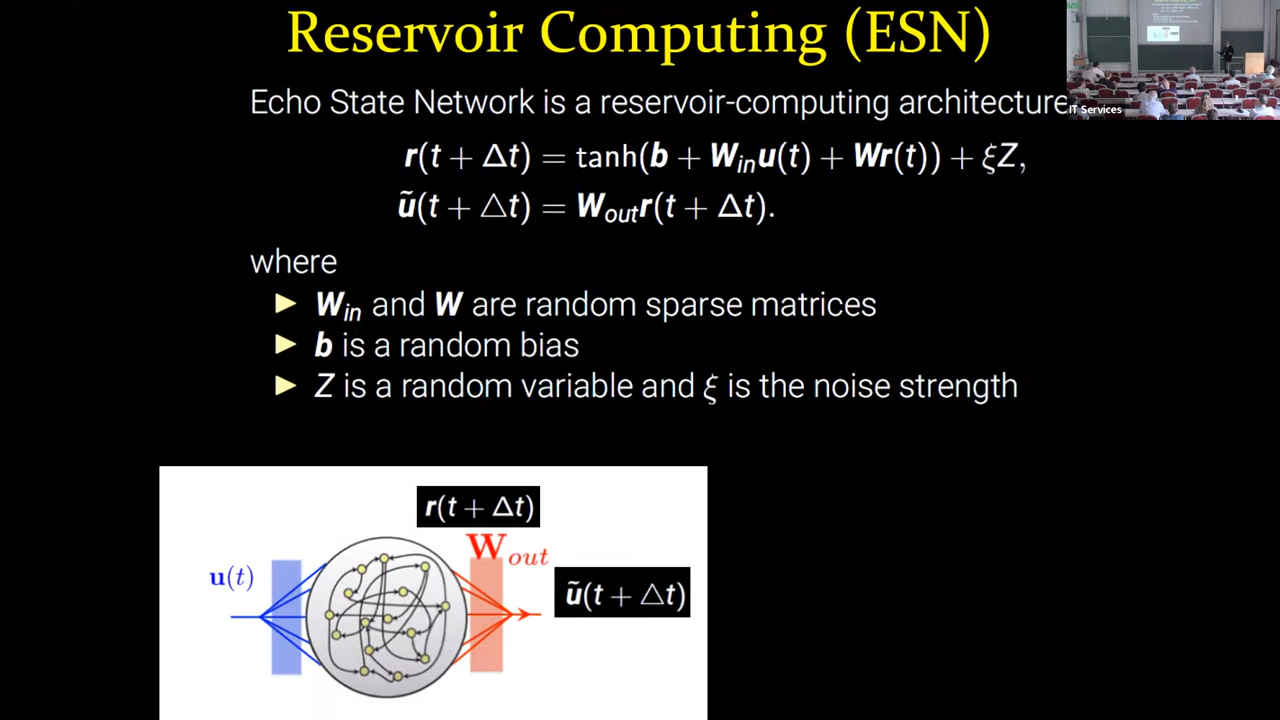 Reservoir Computing (ESN)
Echo State Network is a reservoir-computing architecture
IT Services
r(t + Δt) = tanh(b + W_in u(t) + Wr(t)) + ξZ,
ũ(t + △t) = W_out r(t + Δt).
where
▶ W_in and W are random sparse matrices
▶ b is a random bias
▶ Z is a random variable and ξ is the noise strength
r(t + Δt)
W_out
u(t)
ũ(t + △t)